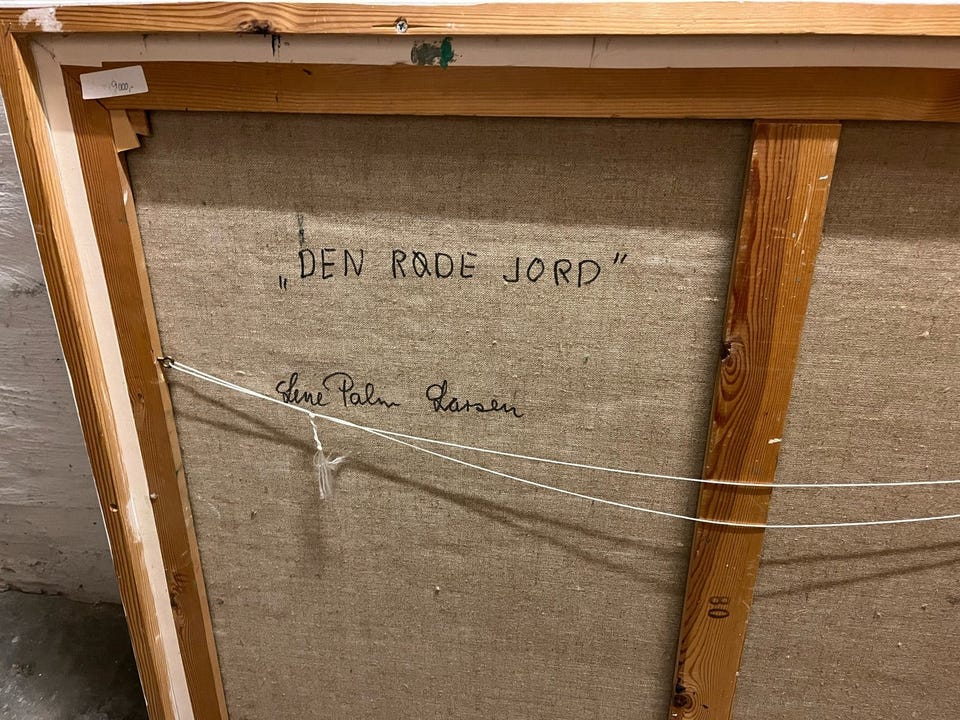 9000,-
„DEN RØDE JORD"
Lene Palm Larsen
80